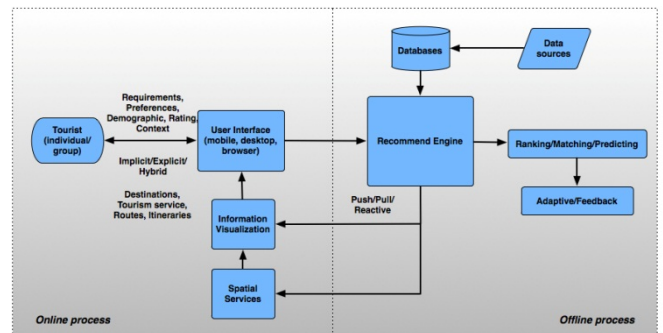 Databases
Data
sources
Requirements,
Preferences,
Demographic, Rating,
Context
Tourist
(individual/
group)
User Interface
(mobile, desktop,
browser)
Recommend Engine
Ranking/Matching/Predicting
Implicit/Explicit/
Hybrid
Destinations,
Tourism service,
Routes, Itineraries
Push/Pull/
Reactive
Adaptive/Feedback
Information
Visualization
Spatial
Services
Online process
Offline process